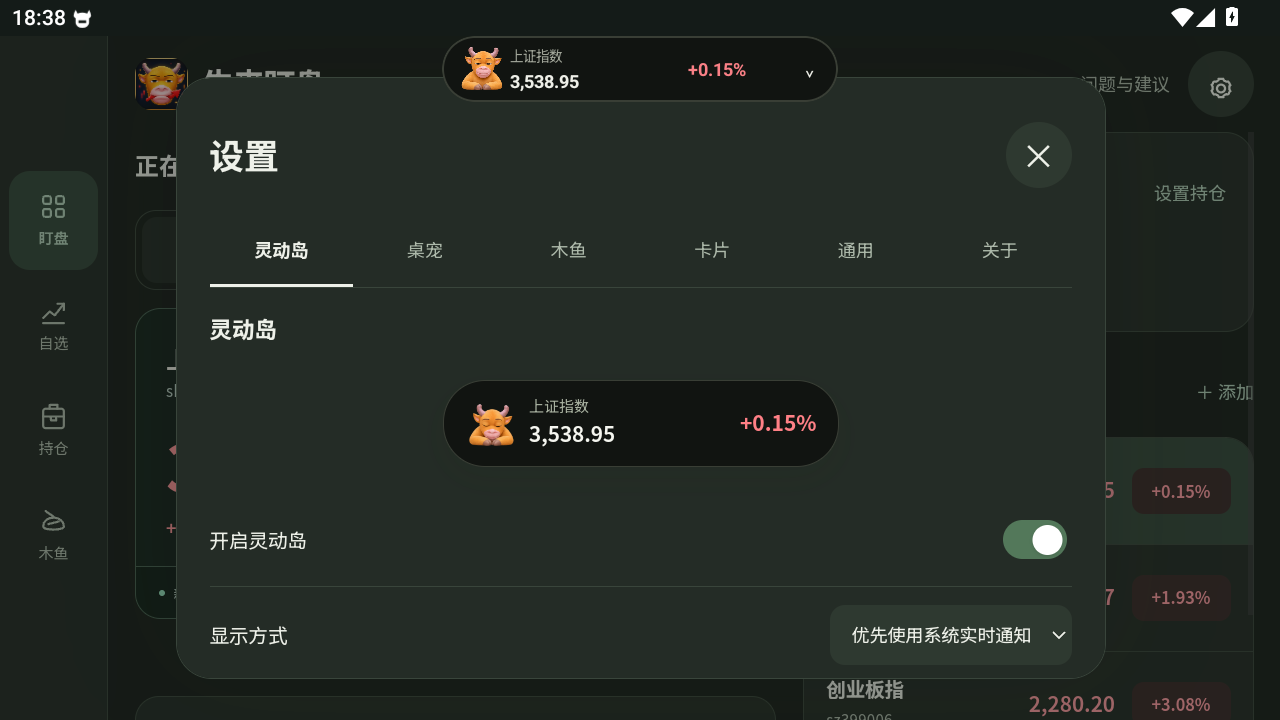 18:38
上证指数
3,538.95
+0.15%
问题与建议
正在
设置
设置持仓
盯盘
灵动岛
桌宠
木鱼
卡片
通用
关于
灵动岛
自选
上证指数
3,538.95
+0.15%
添加
持仓
+0.15%
开启灵动岛
木鱼
+1.93%
显示方式
优先使用系统实时通知
创业板指
2,280.20
+3.08%
sz399006